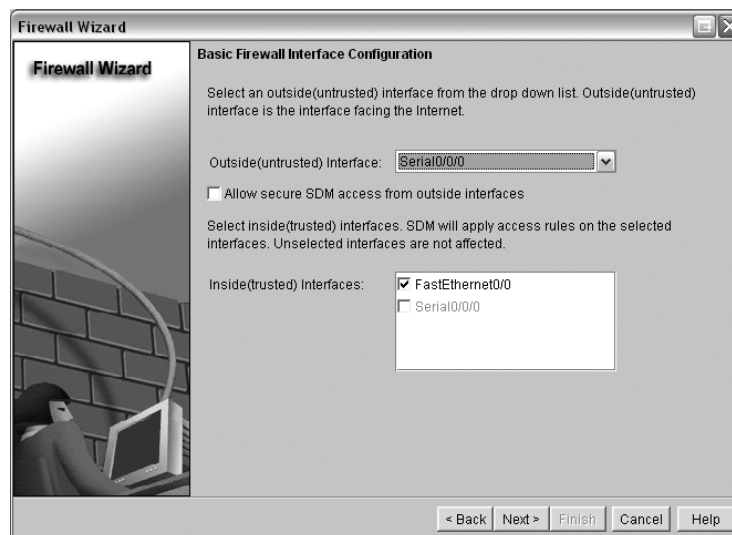 Firewall Wizard
Firewall Wizard
Basic Firewall Interface Configuration
Select an outside(untrusted) interface from the drop down list. Outside(untrusted)
interface is the interface facing the Internet.
Outside(untrusted) Interface: Serial0/0/0
Allow secure SDM access from outside interfaces
Select inside(trusted) interfaces. SDM will apply access rules on the selected
interfaces. Unselected interfaces are not affected.
Inside(trusted) Interfaces: FastEthernet0/0
Serial0/0/0
< Back Next > Finish Cancel Help